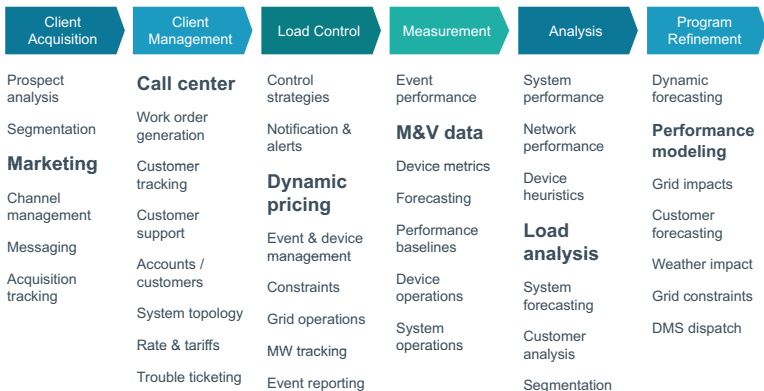 Client
Acquisition
Client
Management
Load Control
Measurement
Analysis
Program
Refinement
Prospect
analysis
Segmentation
Marketing
Channel
management
Messaging
Acquisition
tracking
Call center
Work order
generation
Customer
tracking
Customer
support
Accounts /
customers
System topology
Rate & tariffs
Trouble ticketing
Control
strategies
Notification &
alerts
Dynamic
pricing
Event & device
management
Constraints
Grid operations
MW tracking
Event reporting
Event
performance
M&V data
Device metrics
Forecasting
Performance
baselines
Device
operations
System
operations
System
performance
Network
performance
Device
heuristics
Load
analysis
System
forecasting
Customer
analysis
Segmentation
Dynamic
forecasting
Performance
modeling
Grid impacts
Customer
forecasting
Weather impact
Grid constraints
DMS dispatch